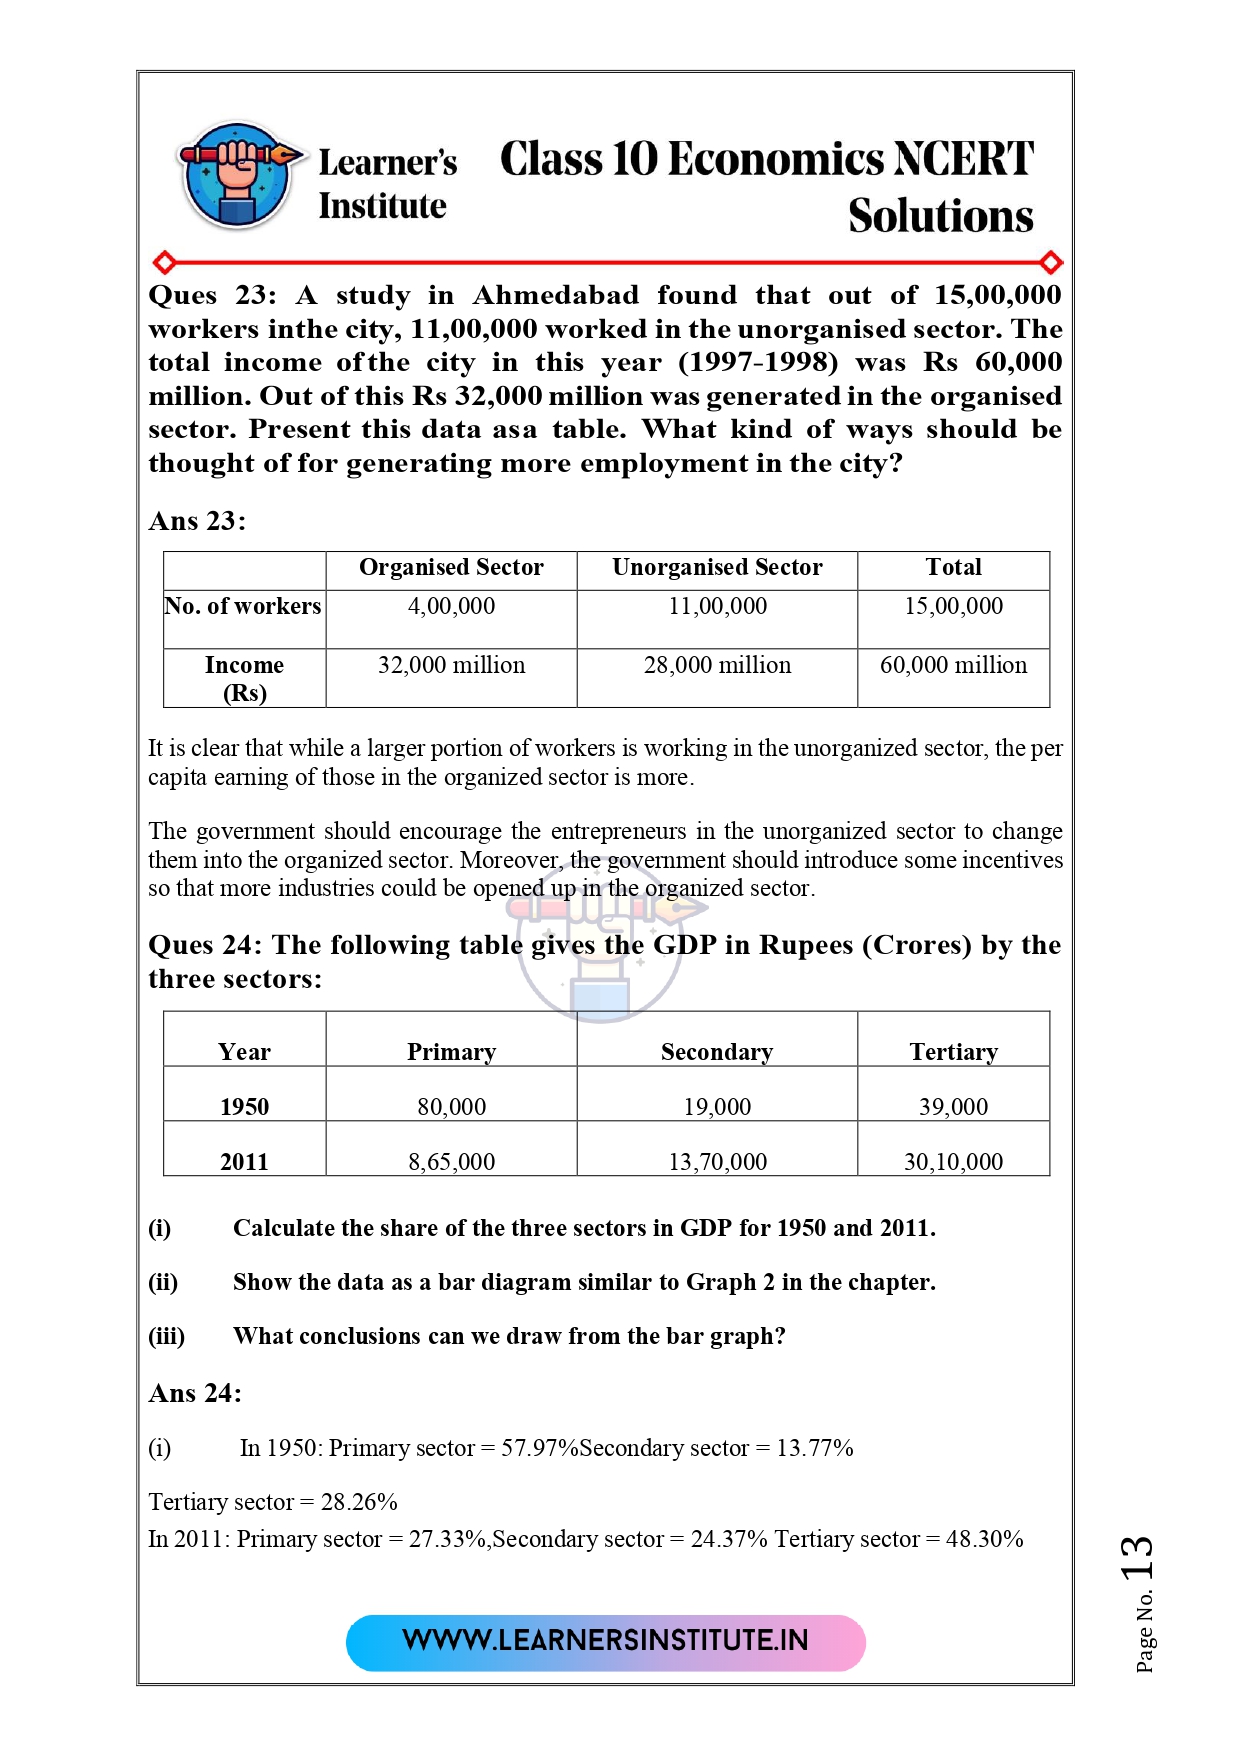 Learner's
Institute
Class 10 Economics NCERT
Solutions
Ques 23: A study in Ahmedabad found that out of 15,00,000
workers inthe city, 11,00,000 worked in the unorganised sector. The
total income ofthe city in this year (1997-1998) was Rs 60,000
million. Out of this Rs 32,000 million was generated in the organised
sector. Present this data asa table. What kind of ways should be
thought of for generating more employment in the city?
Ans 23:
Organised Sector Unorganised Sector Total
No. of workers 4,00,000 11,00,000 15,00,000
Income 32,000 million 28,000 million 60,000 million
(Rs)
It is clear that while a larger portion of workers is working in the unorganized sector, the per
capita earning of those in the organized sector is more.
The government should encourage the entrepreneurs in the unorganized sector to change
them into the organized sector. Moreover, the government should introduce some incentives
so that more industries could be opened up in the organized sector.
Ques 24: The following table gives the GDP in Rupees (Crores) by the
three sectors:
Year Primary Secondary Tertiary
1950 80,000 19,000 39,000
2011 8,65,000 13,70,000 30,10,000
(i) Calculate the share of the three sectors in GDP for 1950 and 2011.
(ii) Show the data as a bar diagram similar to Graph 2 in the chapter.
(iii) What conclusions can we draw from the bar graph?
Ans 24:
(i) In 1950: Primary sector = 57.97%Secondary sector = 13.77%
Tertiary sector = 28.26%
In 2011: Primary sector = 27.33%,Secondary sector = 24.37% Tertiary sector = 48.30%
WWW.LEARNERSINSTITUTE.IN
Page No. 13